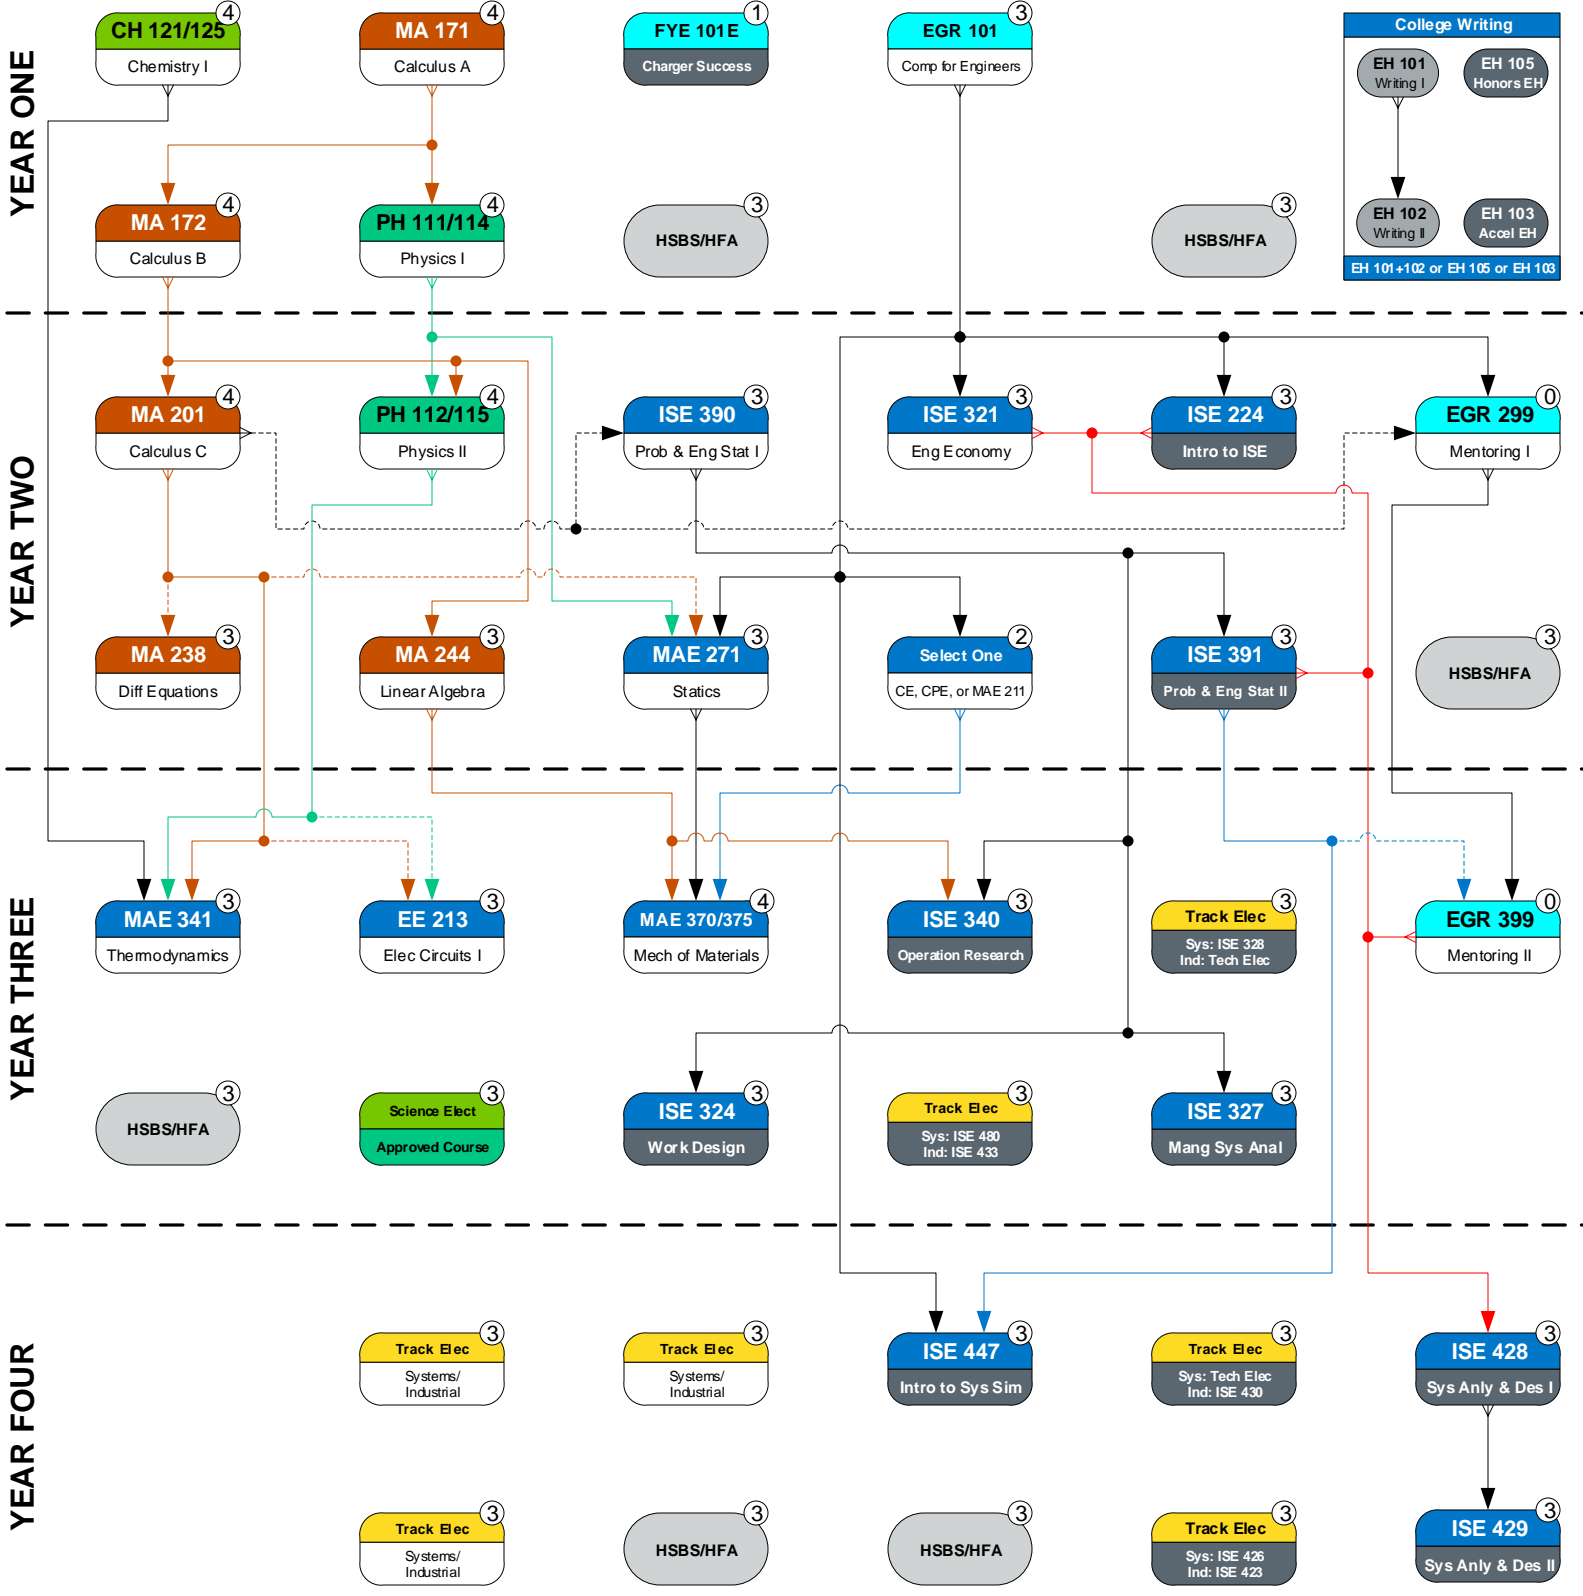 YEAR ONE
4
CH 121/125
Chemistry I
4
MA 171
Calculus A
1
FYE 101E
Charger Success
3
EGR 101
Comp for Engineers
College Writing
EH 101
Writing I
EH 105
Honors EH
EH 102
Writing II
EH 103
Accel EH
EH 101+102 or EH 105 or EH 103
4
MA 172
Calculus B
4
PH 111/114
Physics I
3
HSBS/HFA
3
HSBS/HFA
YEAR TWO
4
MA 201
Calculus C
4
PH 112/115
Physics II
3
ISE 390
Prob & Eng Stat I
3
ISE 321
Eng Economy
3
ISE 224
Intro to ISE
0
EGR 299
Mentoring I
3
MA 238
Diff Equations
3
MA 244
Linear Algebra
3
MAE 271
Statics
2
Select One
CE, CPE, or MAE 211
3
ISE 391
Prob & Eng Stat II
3
HSBS/HFA
YEAR THREE
3
MAE 341
Thermodynamics
3
EE 213
Elec Circuits I
4
MAE 370/375
Mech of Materials
3
ISE 340
Operation Research
3
Track Elec
Sys: ISE 328
Ind: Tech Elec
0
EGR 399
Mentoring II
3
HSBS/HFA
3
Science Elect
Approved Course
3
ISE 324
Work Design
3
Track Elec
Sys: ISE 480
Ind: ISE 433
3
ISE 327
Mang Sys Anal
YEAR FOUR
3
Track Elec
Systems/
Industrial
3
Track Elec
Systems/
Industrial
3
ISE 447
Intro to Sys Sim
3
Track Elec
Sys: Tech Elec
Ind: ISE 430
3
ISE 428
Sys Anly & Des I
3
Track Elec
Systems/
Industrial
3
HSBS/HFA
3
HSBS/HFA
3
Track Elec
Sys: ISE 426
Ind: ISE 423
3
ISE 429
Sys Anly & Des II